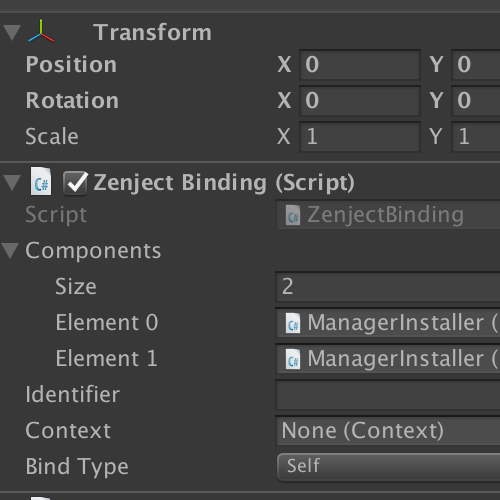 Transform
Position X 0 Y 0
Rotation X 0 Y 0
Scale X 1 Y 1
C# Zenject Binding (Script)
Script C# ZenjectBinding
Components
Size 2
Element 0 C# ManagerInstaller (
Element 1 C# ManagerInstaller (
Identifier
Context None (Context)
Bind Type Self